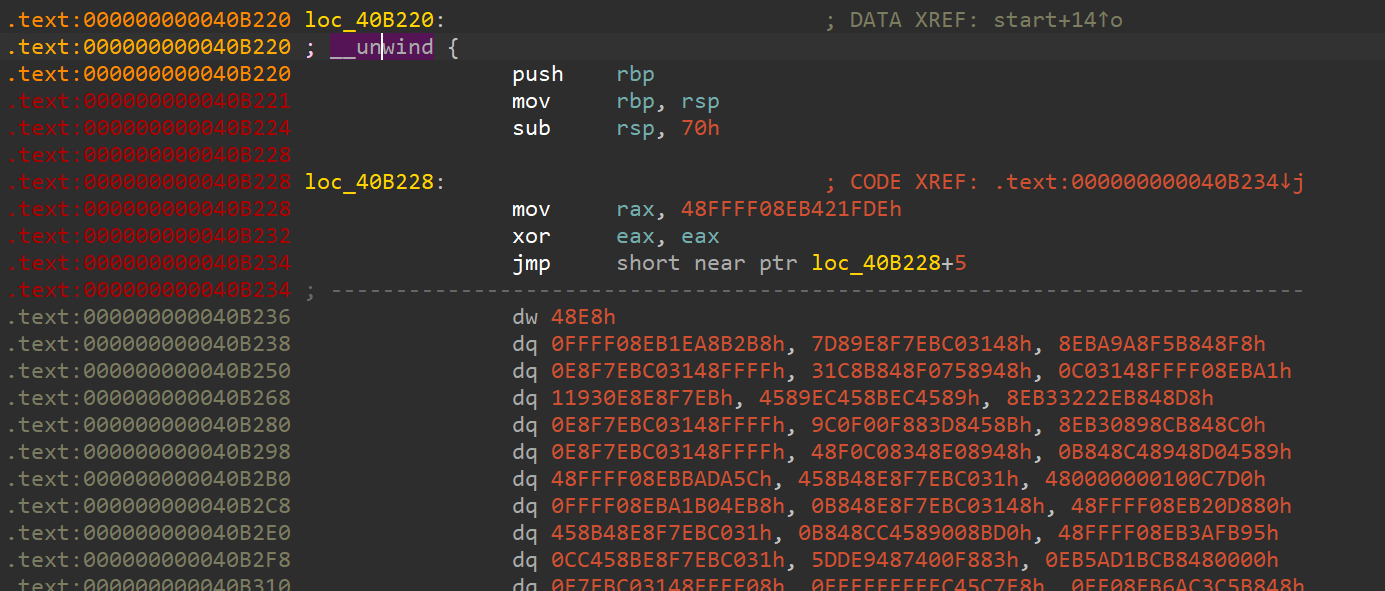 .text:000000000040B220 loc_40B220: ; DATA XREF: start+14↑o
.text:000000000040B220 ; __unwind {
.text:000000000040B220 push rbp
.text:000000000040B221 mov rbp, rsp
.text:000000000040B224 sub rsp, 70h
.text:000000000040B228
.text:000000000040B228 loc_40B228: ; CODE XREF: .text:000000000040B234↓j
.text:000000000040B228 mov rax, 48FFFF08EB421FDEh
.text:000000000040B232 xor eax, eax
.text:000000000040B234 jmp short near ptr loc_40B228+5
.text:000000000040B234 ; ---------------------------------------------------------------------------
.text:000000000040B236 dw 48E8h
.text:000000000040B238 dq 0FFFF08EB1EA8B2B8h, 7D89E8F7EBC03148h, 8EBA9A8F5B848F8h
.text:000000000040B250 dq 0E8F7EBC03148FFFFh, 31C8B848F0758948h, 0C03148FFFF08EBA1h
.text:000000000040B268 dq 11930E8E8F7EBh, 4589EC458BEC4589h, 8EB33222EB848D8h
.text:000000000040B280 dq 0E8F7EBC03148FFFFh, 9C0F00F883D8458Bh, 8EB30898CB848C0h
.text:000000000040B298 dq 0E8F7EBC03148FFFFh, 48F0C08348E08948h, 0B848C48948D04589h
.text:000000000040B2B0 dq 48FFFF08EBBADA5Ch, 458B48E8F7EBC031h, 480000000100C7D0h
.text:000000000040B2C8 dq 0FFFF08EBA1B04EB8h, 0B848E8F7EBC03148h, 48FFFF08EB20D880h
.text:000000000040B2E0 dq 458B48E8F7EBC031h, 0B848CC4589008BD0h, 48FFFF08EB3AFB95h
.text:000000000040B2F8 dq 0CC458BE8F7EBC031h, 5DDE9487400F883h, 0EB5AD1BCB8480000h
.text:000000000040B310 dq